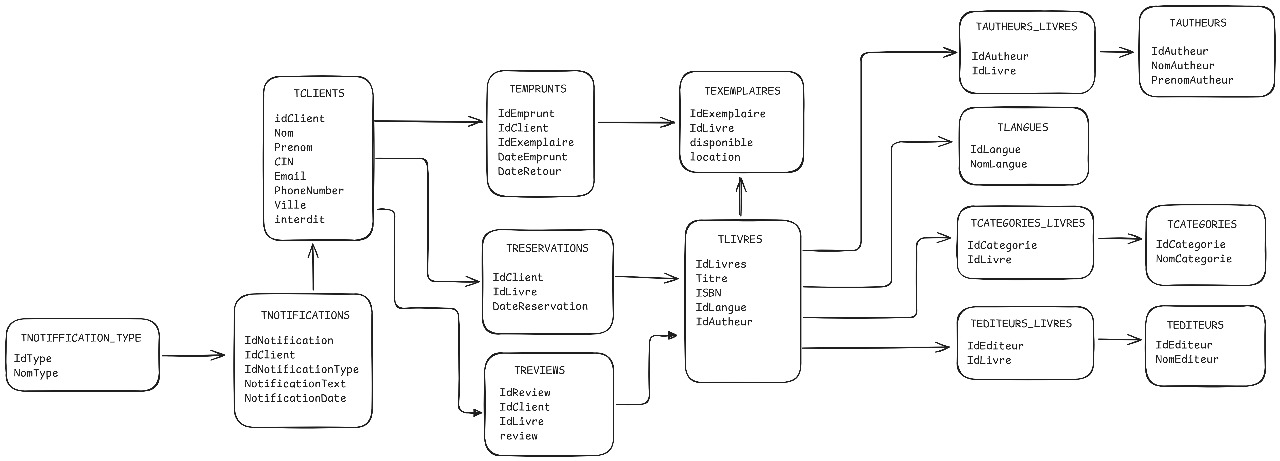 TNOTIFFICATION_TYPE
IdType
NomType
TCLIENTS
idClient
Nom
Prenom
CIN
Email
PhoneNumber
Ville
interdit
TNOTIFICATIONS
IdNotification
IdClient
IdNotificationType
NotificationText
NotificationDate
TEMPRUNTS
IdEmprunt
IdClient
IdExemplaire
DateEmprunt
DateRetour
TRESERVATIONS
IdClient
IdLivre
DateReservation
TREVIEWS
IdReview
IdClient
IdLivre
review
TEXEMPLAIRES
IdExemplaire
IdLivre
disponible
location
TLIVRES
IdLivres
Titre
ISBN
IdLangue
IdAutheur
TAUTHEURS_LIVRES
IdAutheur
IdLivre
TAUTHEURS
IdAutheur
NomAutheur
PrenomAutheur
TLANGUES
IdLangue
NomLangue
TCATEGORIES_LIVRES
IdCategorie
IdLivre
TCATEGORIES
IdCategorie
NomCategorie
TEDITEURS_LIVRES
IdEditeur
IdLivre
TEDITEURS
IdEditeur
NomEditeur